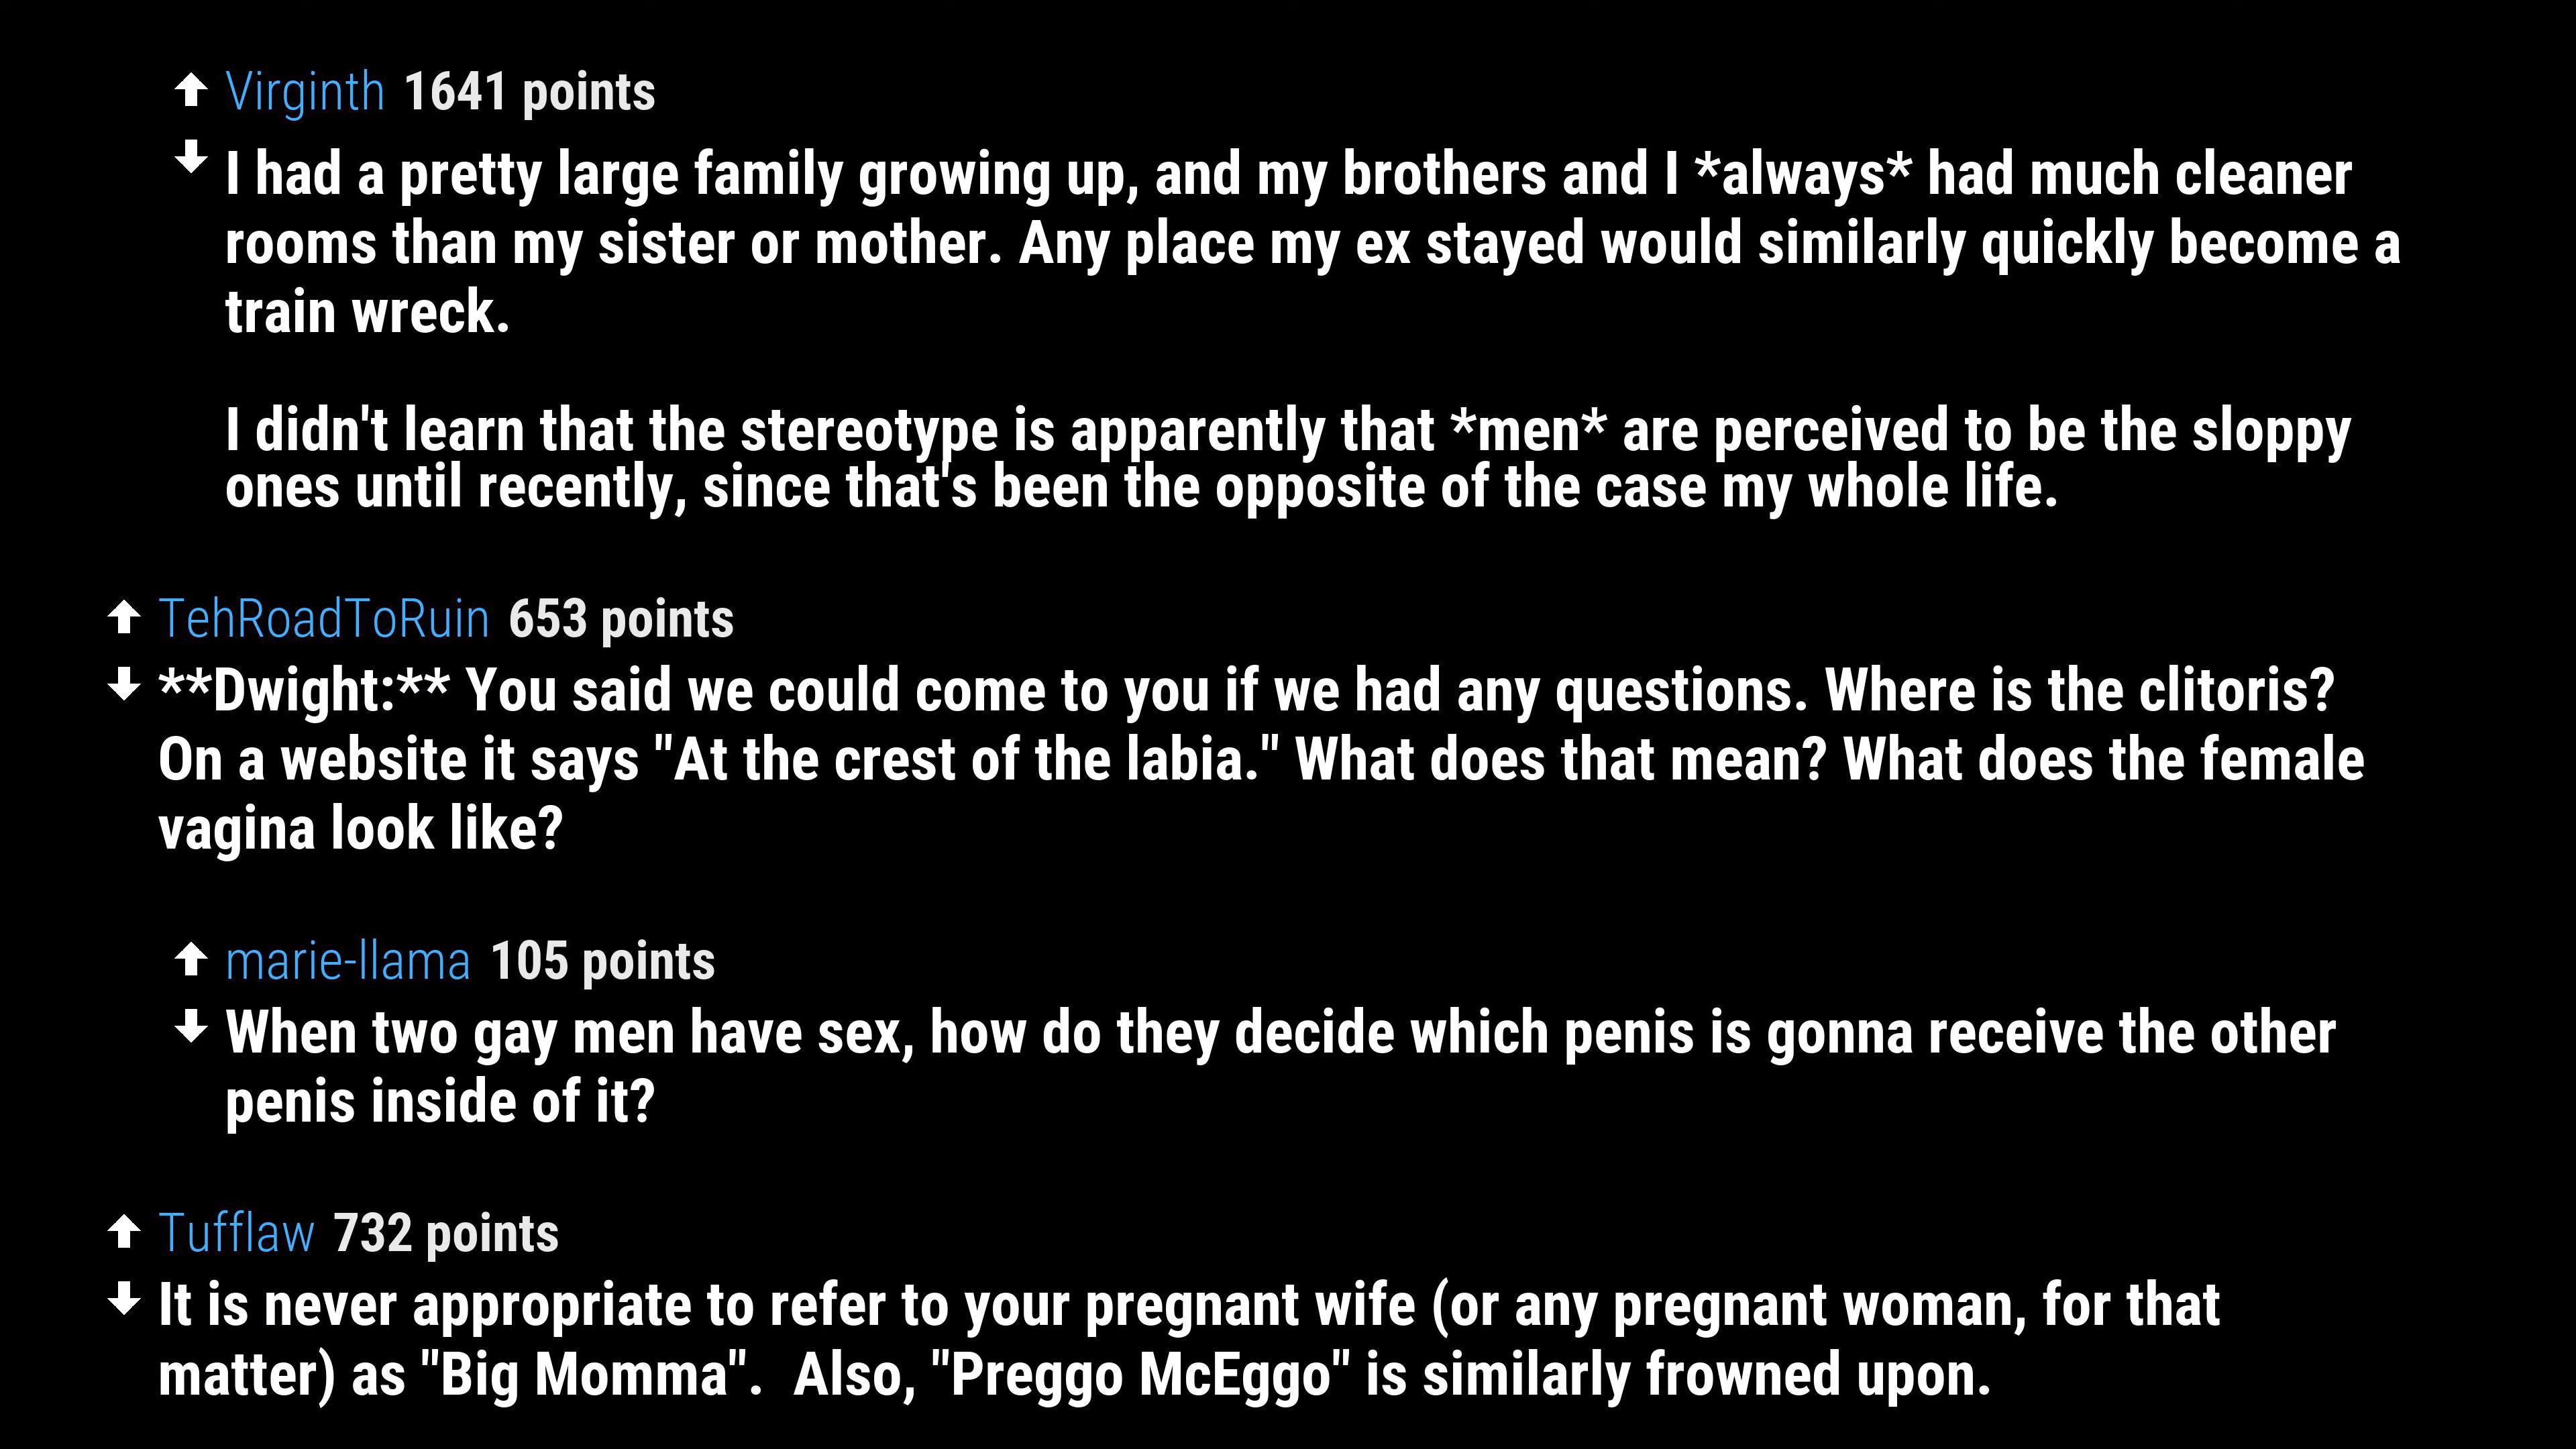 Virginth 1641 points
I had a pretty large family growing up, and my brothers and I *always* had much cleaner
rooms than my sister or mother. Any place my ex stayed would similarly quickly become a
train wreck.
I didn't learn that the stereotype is apparently that *men* are perceived to be the sloppy
ones until recently, since that's been the opposite of the case my whole life.
TehRoadToRuin 653 points
**Dwight:** You said we could come to you if we had any questions. Where is the clitoris?
On a website it says "At the crest of the labia." What does that mean? What does the female
vagina look like?
marie-llama 105 points
When two gay men have sex, how do they decide which penis is gonna receive the other
penis inside of it?
Tufflaw 732 points
It is never appropriate to refer to your pregnant wife (or any pregnant woman, for that
matter) as "Big Momma".  Also, "Preggo McEggo" is similarly frowned upon.